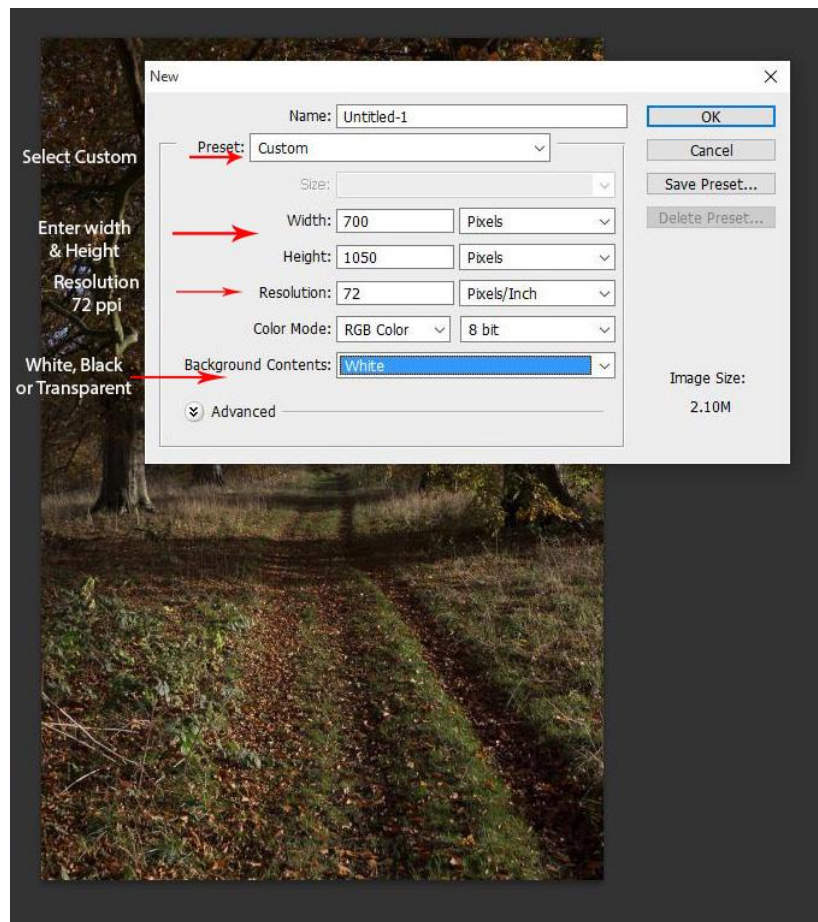 New
Name: Untitled-1
OK
Select Custom
Preset: Custom
Cancel
Size:
Save Preset...
Enter width
& Height
Width: 700 Pixels
Delete Preset...
Height: 1050 Pixels
Resolution
72 ppi
Resolution: 72 Pixels/Inch
Color Mode: RGB Color 8 bit
White, Black
or Transparent
Background Contents: White
Image Size:
2.10M
Advanced